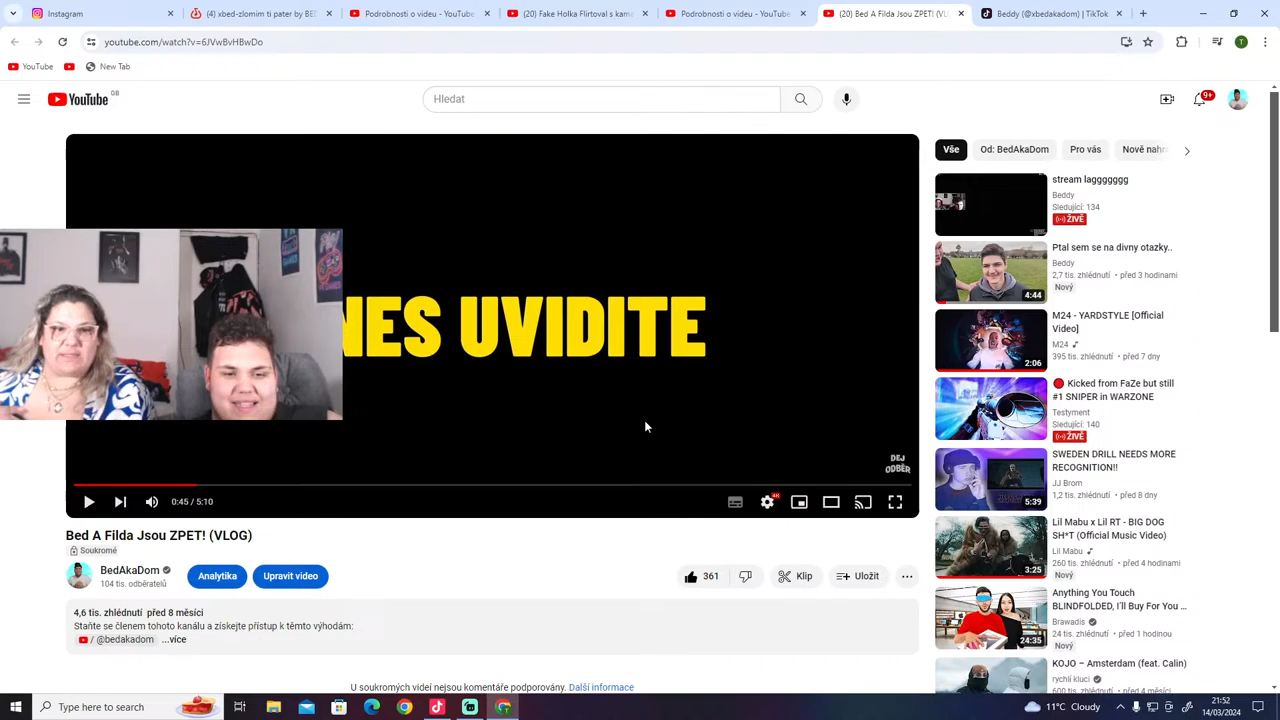 Instagram
(4) xbed-zlomim ti pater by BED
Podrobnosti o videu - YouTube
(20) Fake Holka Flirtoval s kame
Podrobnosti o videu - YouTube
(20) Bed A Filda Jsou ZPET! (VLO
Beddy (@xbedakadom) | TikTok
youtube.com/watch?v=6JVwBvHBwDo
T
YouTube
New Tab
YouTube GB
Hledat
9+
NES UVIDITE
DEJ
ODBĚR
0:45 / 5:10
Bed A Filda Jsou ZPET! (VLOG)
Soukromé
BedAkaDom
104 tis. odběratelů
Analytika
Upravit video
361
Klip
Uložit
4,6 tis. zhlédnutí před 8 měsíci
Staňte se členem tohoto kanálu a získejte přístup k těmto výhodám:
/ @bedakadom ...více
U soukromých videí nejsou komentáře podporovány. Další informace
Vše
Od: BedAkaDom
Pro vás
Nově nahr
stream laggggggg
Beddy
Sledující: 134
ŽIVĚ
Ptal sem se na divny otazky..
Beddy
2,7 tis. zhlédnutí • před 3 hodinami
Nový
4:44
M24 - YARDSTYLE [Official
Video]
M24
395 tis. zhlédnutí • před 7 dny
2:06
Kicked from FaZe but still
#1 SNIPER in WARZONE
Testyment
Sledující: 140
ŽIVĚ
SWEDEN DRILL NEEDS MORE
RECOGNITION!!
JJ Brom
1,2 tis. zhlédnutí • před 8 dny
5:39
Lil Mabu x Lil RT - BIG DOG
SH*T (Official Music Video)
Lil Mabu
260 tis. zhlédnutí • před 4 hodinami
Nový
3:25
Anything You Touch
BLINDFOLDED, I'll Buy For You ...
Brawadis
24 tis. zhlédnutí • před 1 hodinou
Nový
24:35
KOJO – Amsterdam (feat. Calin)
rychlí kluci
600 tis. zhlédnutí • před 4 měsíci
Type here to search
11°C Cloudy
21:52
14/03/2024